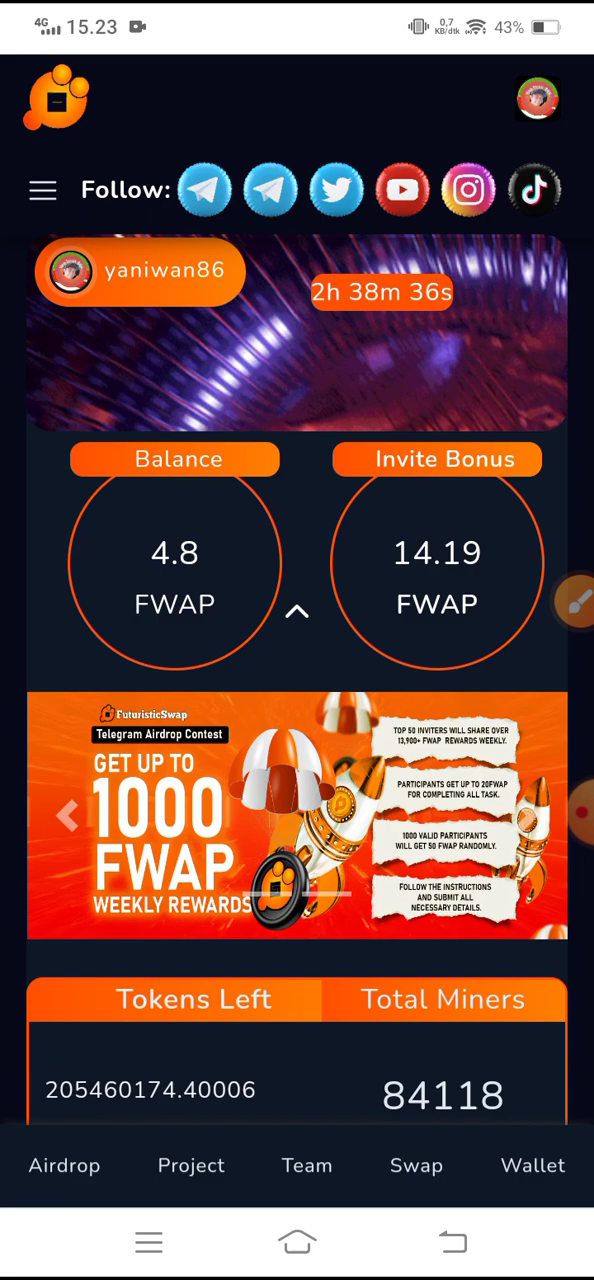 4G 15.23 0,7 KB/dtk 43%
Follow:
yaniwan86
2h 38m 36s
Balance
Invite Bonus
4.8
FWAP
14.19
FWAP
FuturisticSwap
Telegram Airdrop Contest
GET UP TO
1000
FWAP
WEEKLY REWARDS
TOP 50 INVITERS WILL SHARE OVER
13,900+ FWAP REWARDS WEEKLY.
PARTICIPANTS GET UP TO 20FWAP
FOR COMPLETING ALL TASK.
1000 VALID PARTICIPANTS
WILL GET 50 FWAP RANDOMLY.
FOLLOW THE INSTRUCTIONS
AND SUBMIT ALL
NECESSARY DETAILS.
Tokens Left
Total Miners
205460174.40006
84118
Airdrop Project Team Swap Wallet